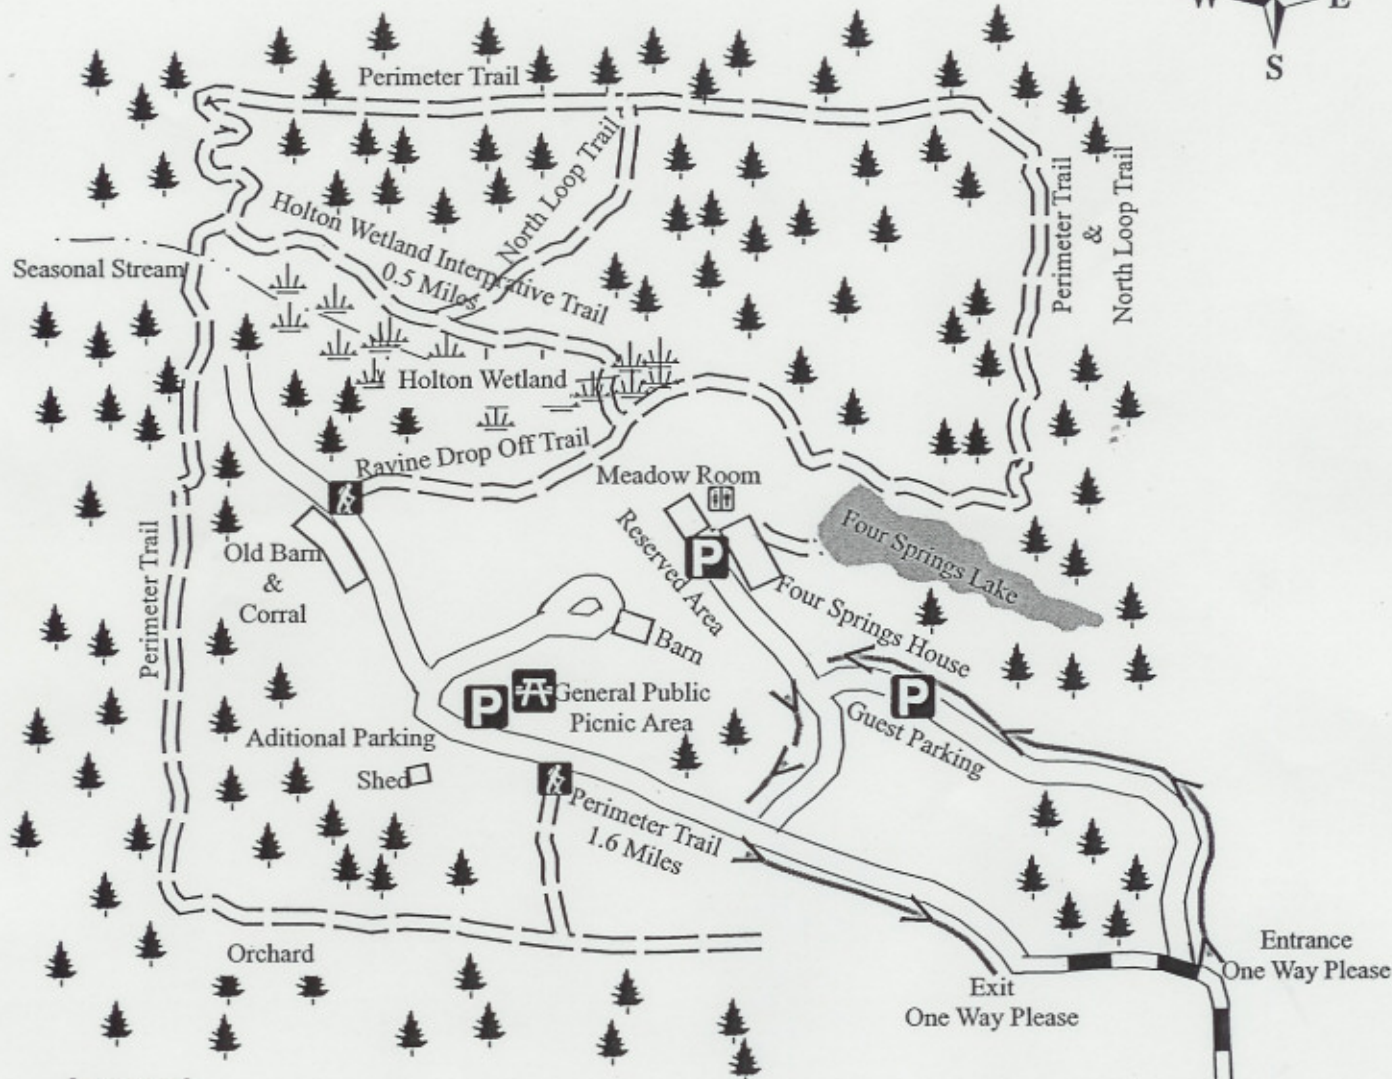 W E
S
Perimeter Trail
North Loop Trail
Perimeter Trail
&
North Loop Trail
Holton Wetland Interprative Trail
0.5 Miles
Seasonal Stream
Holton Wetland
Ravine Drop Off Trail
Meadow Room
Reserved Area
P
Four Springs Lake
Old Barn
&
Corral
Perimeter Trail
Four Springs House
Barn
P
General Public
Picnic Area
P
Guest Parking
Aditional Parking
Shed
Perimeter Trail
1.6 Miles
Orchard
Entrance
One Way Please
Exit
One Way Please